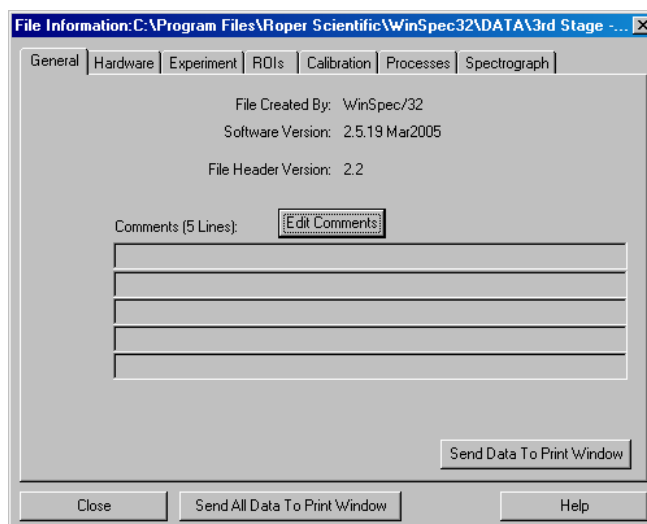 File Information:C:\Program Files\Roper Scientific\WinSpec32\DATA\3rd Stage -...
General Hardware Experiment ROIs Calibration Processes Spectrograph
File Created By: WinSpec/32
Software Version: 2.5.19 Mar2005
File Header Version: 2.2
Comments (5 Lines): Edit Comments
Send Data To Print Window
Close Send All Data To Print Window Help